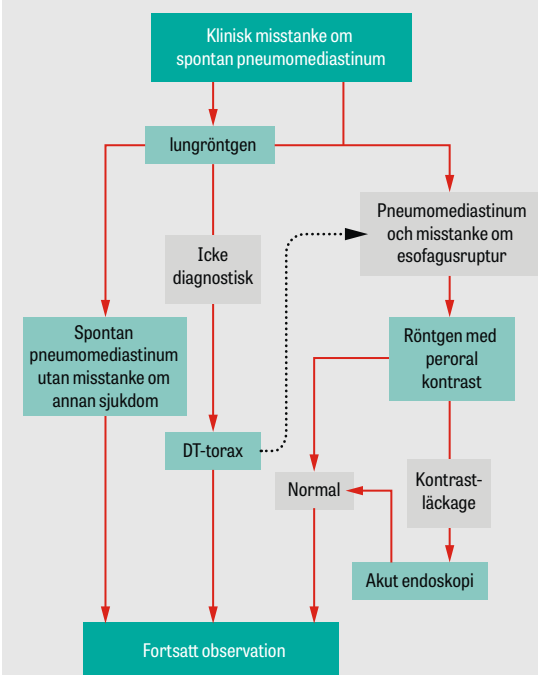 Klinisk misstanke om
spontan pneumomediastinum
lungröntgen
Pneumomediastinum
och misstanke om
esofagusruptur
Icke
diagnostisk
Spontan
pneumomediastinum
utan misstanke om
annan sjukdom
Röntgen med
peroral
kontrast
DT-torax
Normal
Kontrast-
läckage
Akut endoskopi
Fortsatt observation